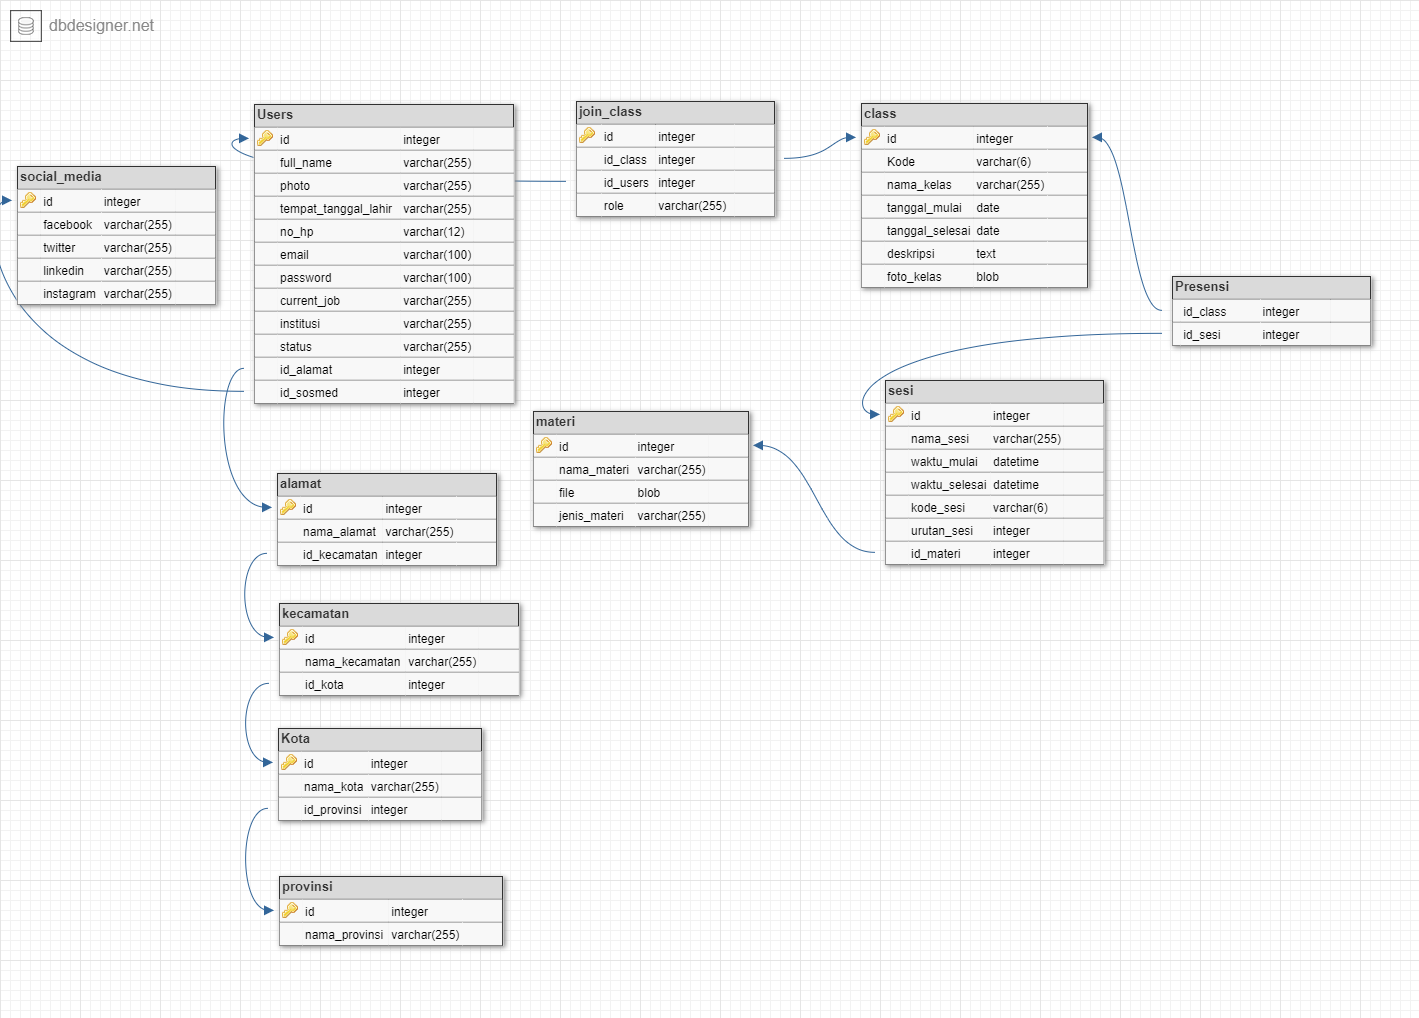 dbdesigner.net
social_media
id integer
facebook varchar(255)
twitter varchar(255)
linkedin varchar(255)
instagram varchar(255)
Users
id integer
full_name varchar(255)
photo varchar(255)
tempat_tanggal_lahir varchar(255)
no_hp varchar(12)
email varchar(100)
password varchar(100)
current_job varchar(255)
institusi varchar(255)
status varchar(255)
id_alamat integer
id_sosmed integer
join_class
id integer
id_class integer
id_users integer
role varchar(255)
class
id integer
Kode varchar(6)
nama_kelas varchar(255)
tanggal_mulai date
tanggal_selesai date
deskripsi text
foto_kelas blob
Presensi
id_class integer
id_sesi integer
sesi
id integer
nama_sesi varchar(255)
waktu_mulai datetime
waktu_selesai datetime
kode_sesi varchar(6)
urutan_sesi integer
id_materi integer
materi
id integer
nama_materi varchar(255)
file blob
jenis_materi varchar(255)
alamat
id integer
nama_alamat varchar(255)
id_kecamatan integer
kecamatan
id integer
nama_kecamatan varchar(255)
id_kota integer
Kota
id integer
nama_kota varchar(255)
id_provinsi integer
provinsi
id integer
nama_provinsi varchar(255)